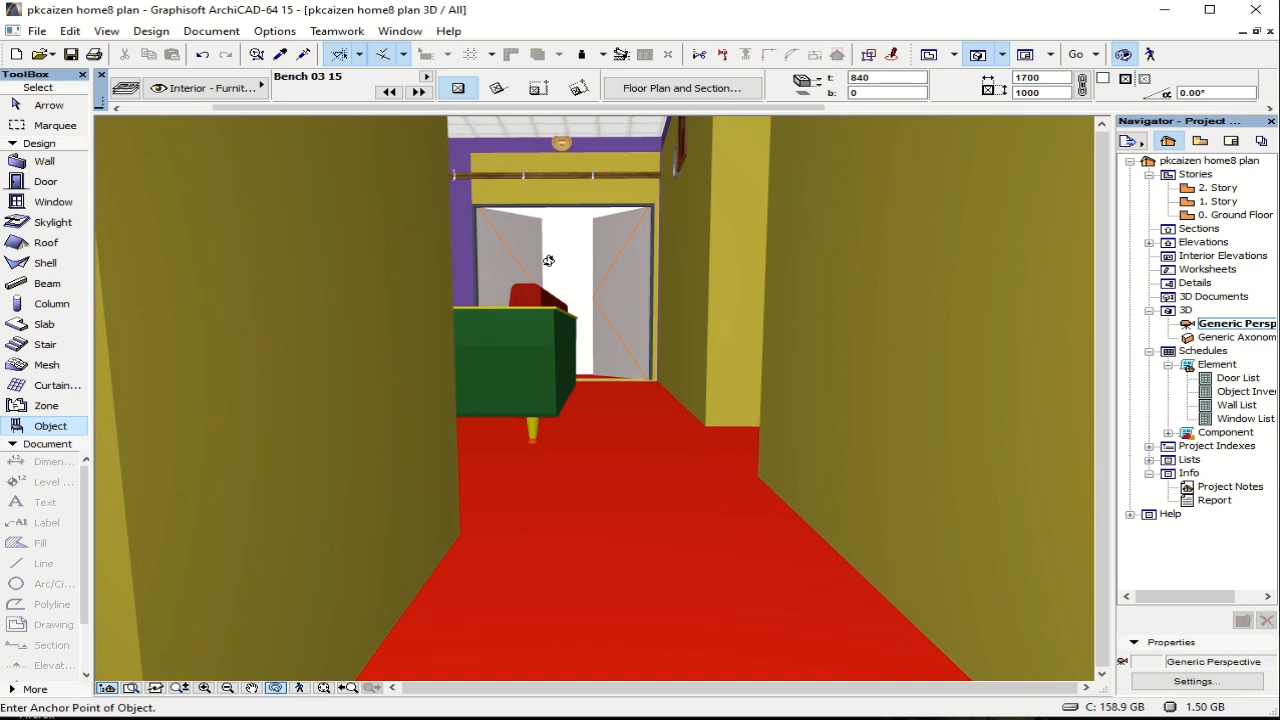 pkcaizen home8 plan - Graphisoft ArchiCAD-64 15 - [pkcaizen home8 plan 3D / All]
File Edit View Design Document Options Teamwork Window Help
Go
ToolBox
Select
Arrow
Marquee
Design
Wall
Door
Window
Skylight
Roof
Shell
Beam
Column
Slab
Stair
Mesh
Curtain...
Zone
Object
Document
Dimen...
Level ...
Text
Label
Fill
Line
Arc/Ci...
Polyline
Drawing
Section
Elevat...
More
Bench 03 15
Interior - Furnit...
Floor Plan and Section...
t: 840
b: 0
1700
1000
α 0.00°
Navigator - Project ...
pkcaizen home8 plan
Stories
2. Story
1. Story
0. Ground Floor
Sections
Elevations
Interior Elevations
Worksheets
Details
3D Documents
3D
Generic Persp
Generic Axonom
Schedules
Element
Door List
Object Inver
Wall List
Window List
Component
Project Indexes
Lists
Info
Project Notes
Report
Help
Properties
Generic Perspective
Settings...
Enter Anchor Point of Object.
C: 158.9 GB
1.50 GB